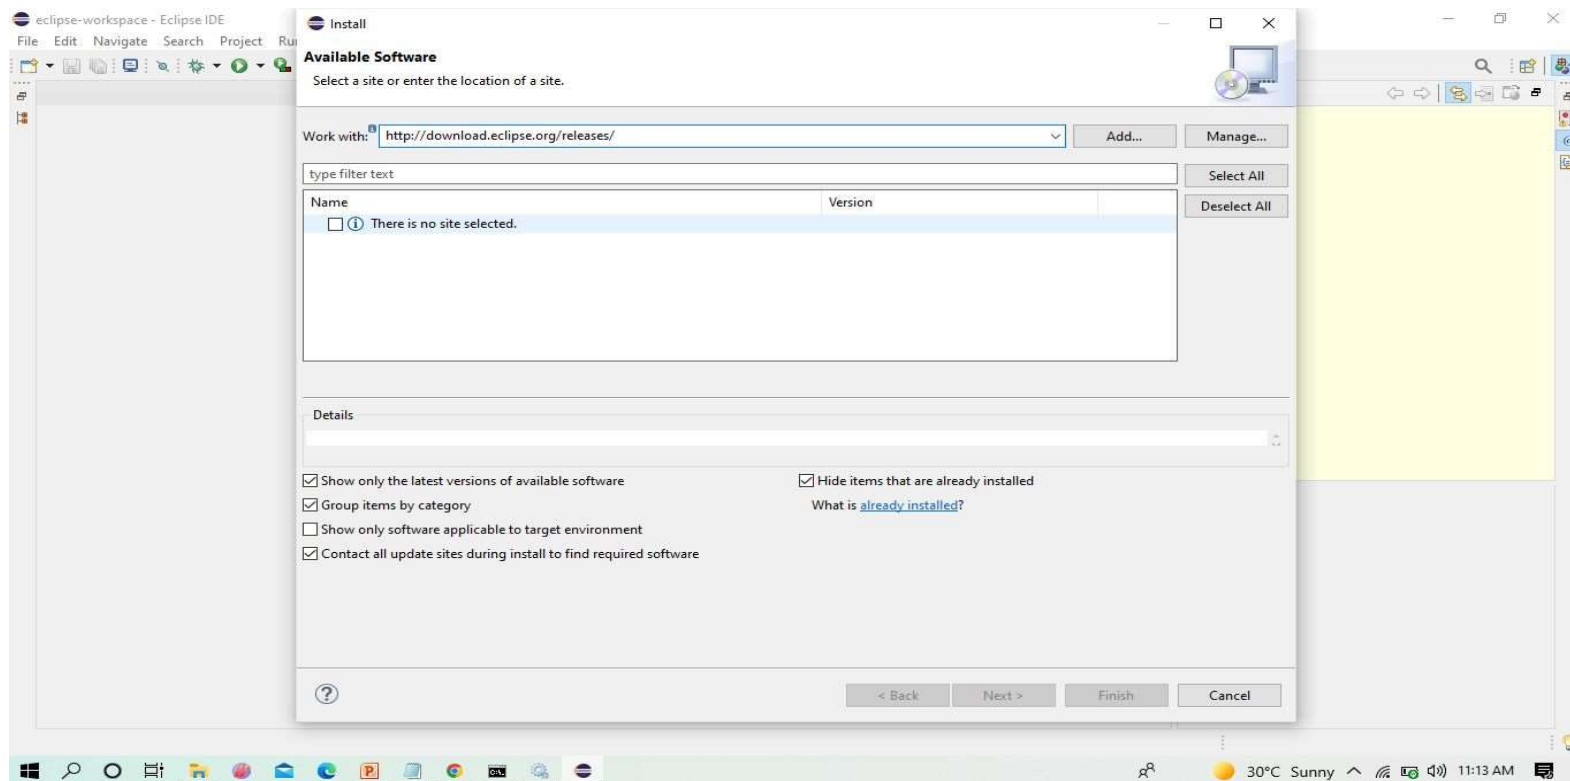 eclipse-workspace - Eclipse IDE
File Edit Navigate Search Project
Install
Available Software
Select a site or enter the location of a site.
Work with: http://download.eclipse.org/releases/ Add... Manage...
type filter text Select All
Name Version Deselect All
There is no site selected.
Details
Show only the latest versions of available software Hide items that are already installed
Group items by category What is already installed?
Show only software applicable to target environment
Contact all update sites during install to find required software
< Back Next > Finish Cancel
30°C Sunny 11:13 AM